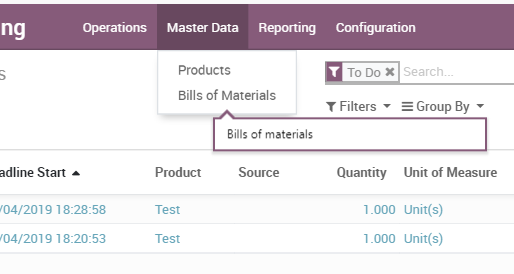 ng Operations Master Data Reporting Configuration
s
Products
Bills of Materials
To Do ✖ Search...
Filters Group By
Bills of materials
adline Start Product Source Quantity Unit of Measure
/04/2019 18:28:58 Test 1.000 Unit(s)
/04/2019 18:20:53 Test 1.000 Unit(s)